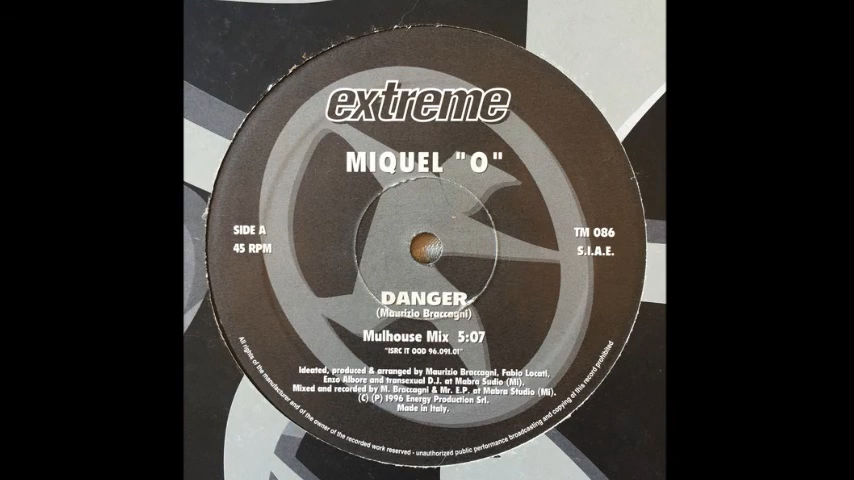 extreme
MIQUEL "O"
SIDE A
45 RPM
TM 086
S.I.A.E.
DANGER
(Maurizio Braccagni)
Mulhouse Mix 5:07
"ISRC IT OOD 96.091.01"
Ideated, produced & arranged by Maurizio Braccagni, Fabio Locati,
Enzo Albore and transexual D.J. at Mabra Sudio (Mi).
Mixed and recorded by M. Braccagni & Mr. E.P. at Mabra Studio (Mi).
(C) (P) 1996 Energy Production Srl.
Made in Italy.
All rights of the manufacturer and of the owner of the recorded work reserved - unauthorized public performance broadcasting and copying of this record prohibited